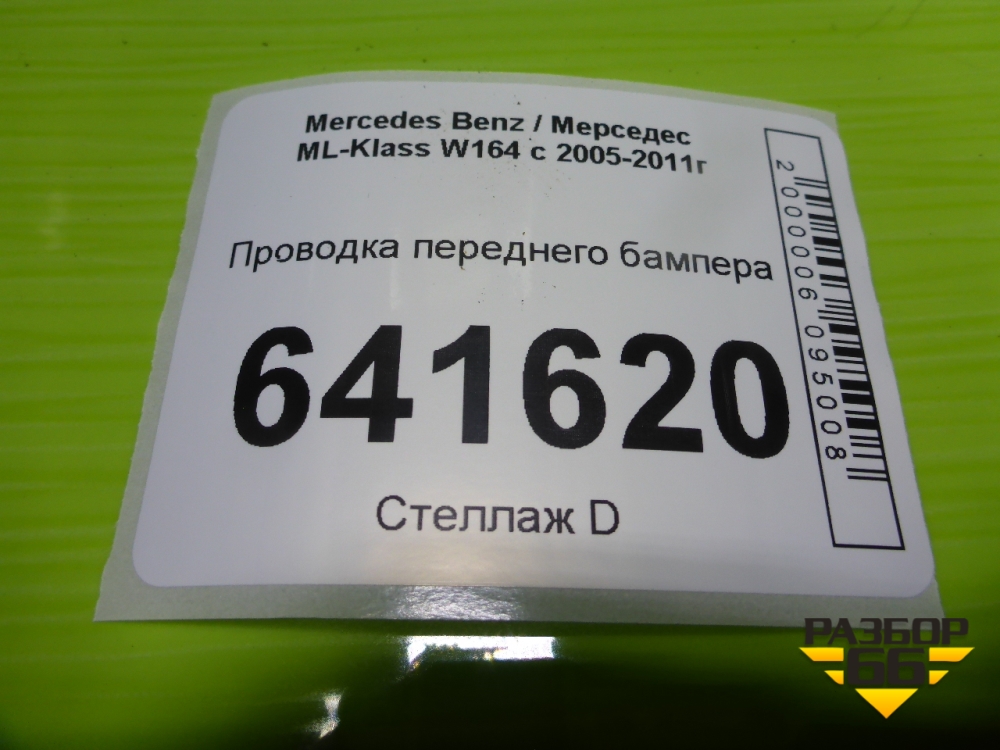 Mercedes Benz / Мерседес
ML-Klass W164 с 2005-2011г
Проводка переднего бампера
641620
Стеллаж D
2000006095008
РАЗБОР
66